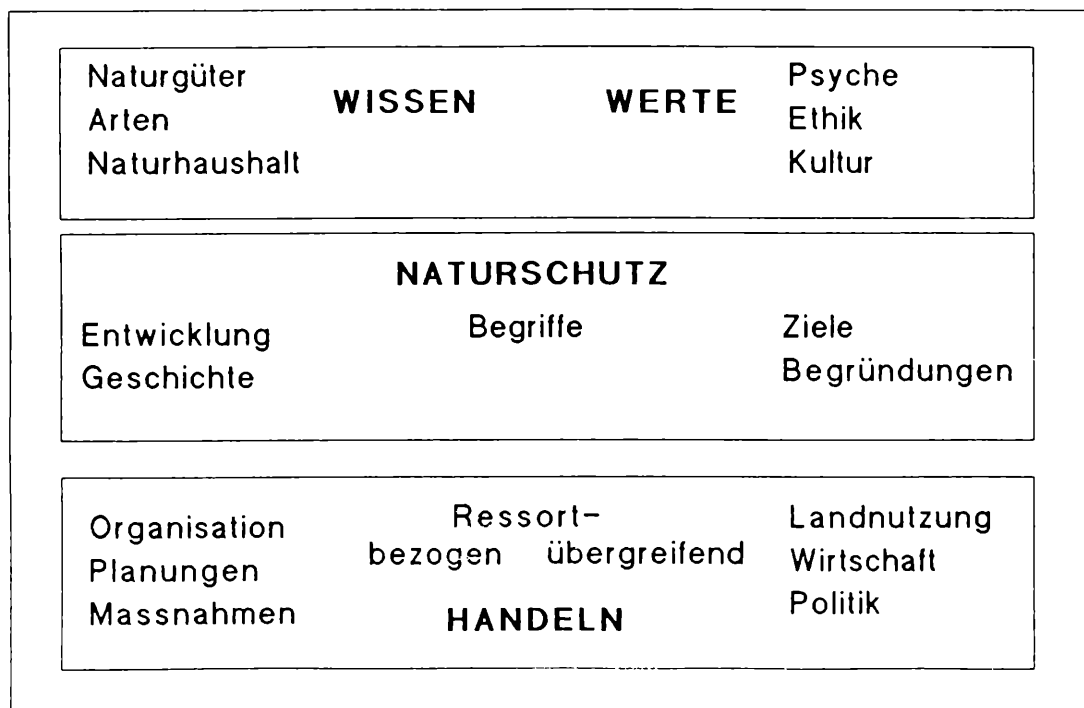 Naturgüter
Arten
Naturhaushalt
WISSEN WERTE
Psyche
Ethik
Kultur
NATURSCHUTZ
Entwicklung
Geschichte
Begriffe
Ziele
Begründungen
Organisation
Planungen
Massnahmen
Ressort-
bezogen übergreifend
HANDELN
Landnutzung
Wirtschaft
Politik